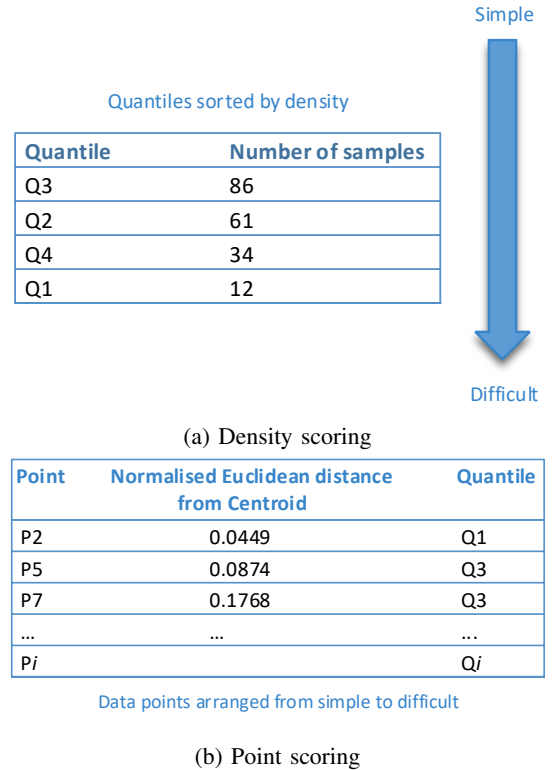 Simple
Quantiles sorted by density
Quantile Number of samples
Q3 86
Q2 61
Q4 34
Q1 12
Difficult
(a) Density scoring
Point Normalised Euclidean distance Quantile
from Centroid
P2 0.0449 Q1
P5 0.0874 Q3
P7 0.1768 Q3
... ... ...
Pi Qi
Data points arranged from simple to difficult
(b) Point scoring